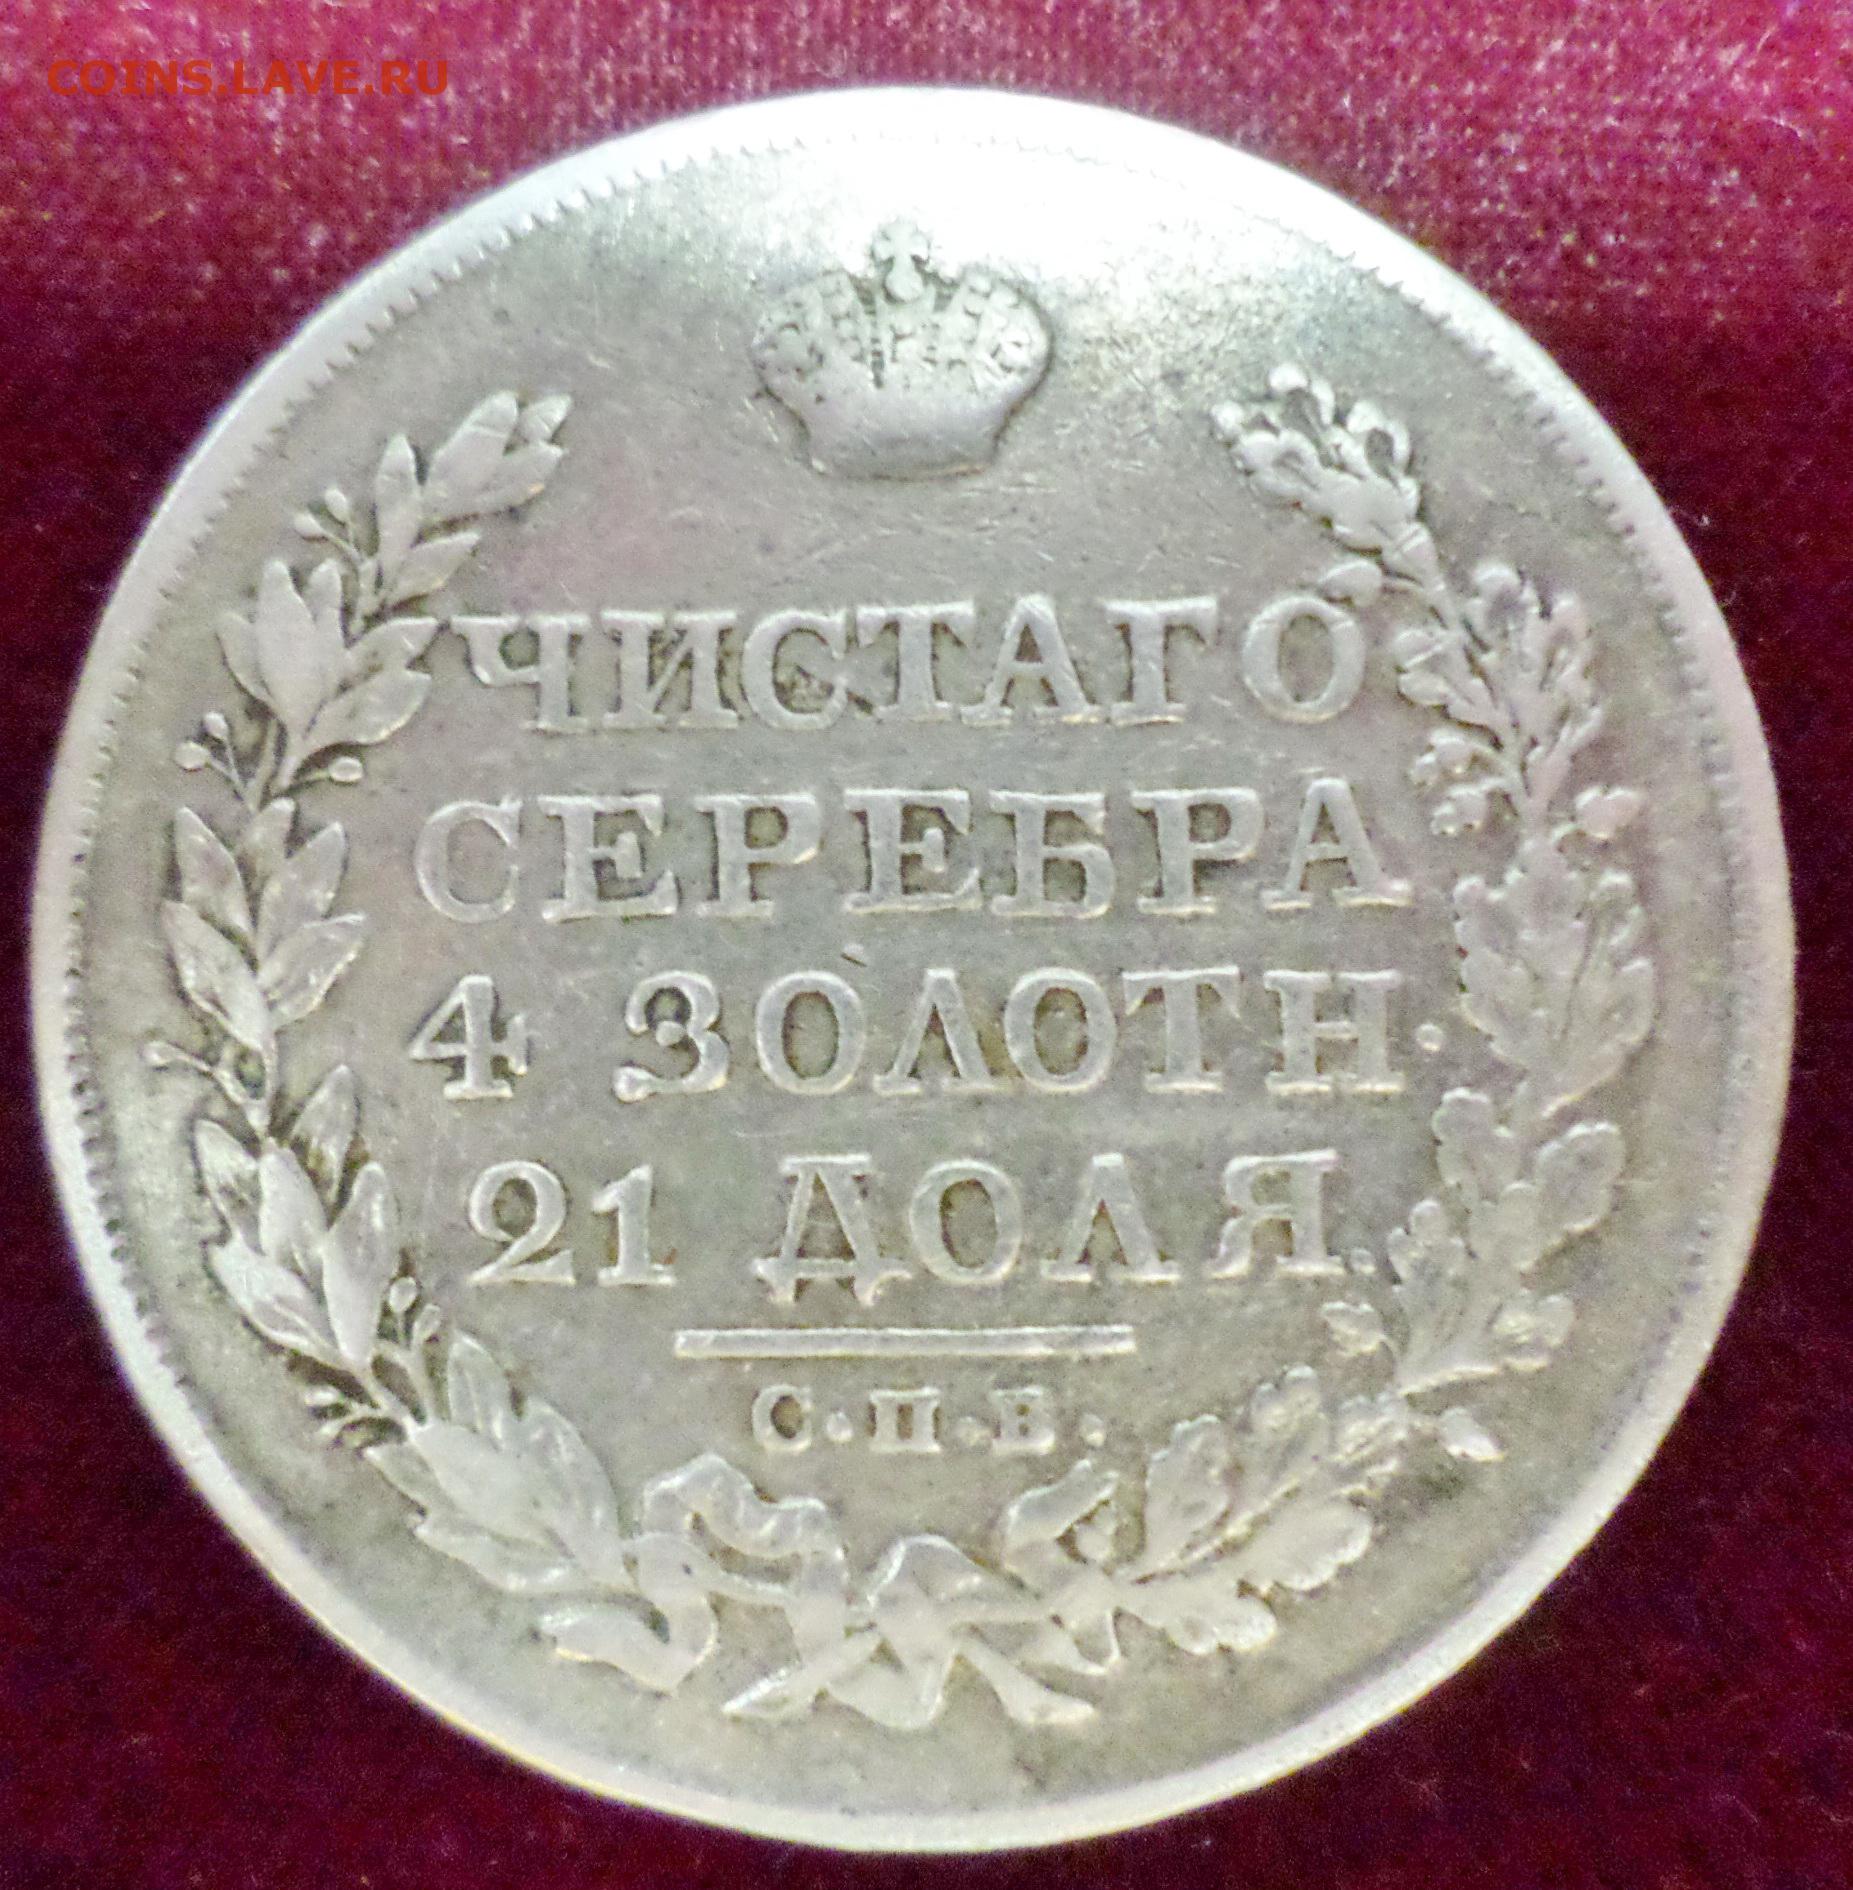 COINS.LAVE.RU
ЧИСТАГО
СЕРЕБРА
4 ЗОЛОТН.
21 ДОЛЯ.
С.П.Б.